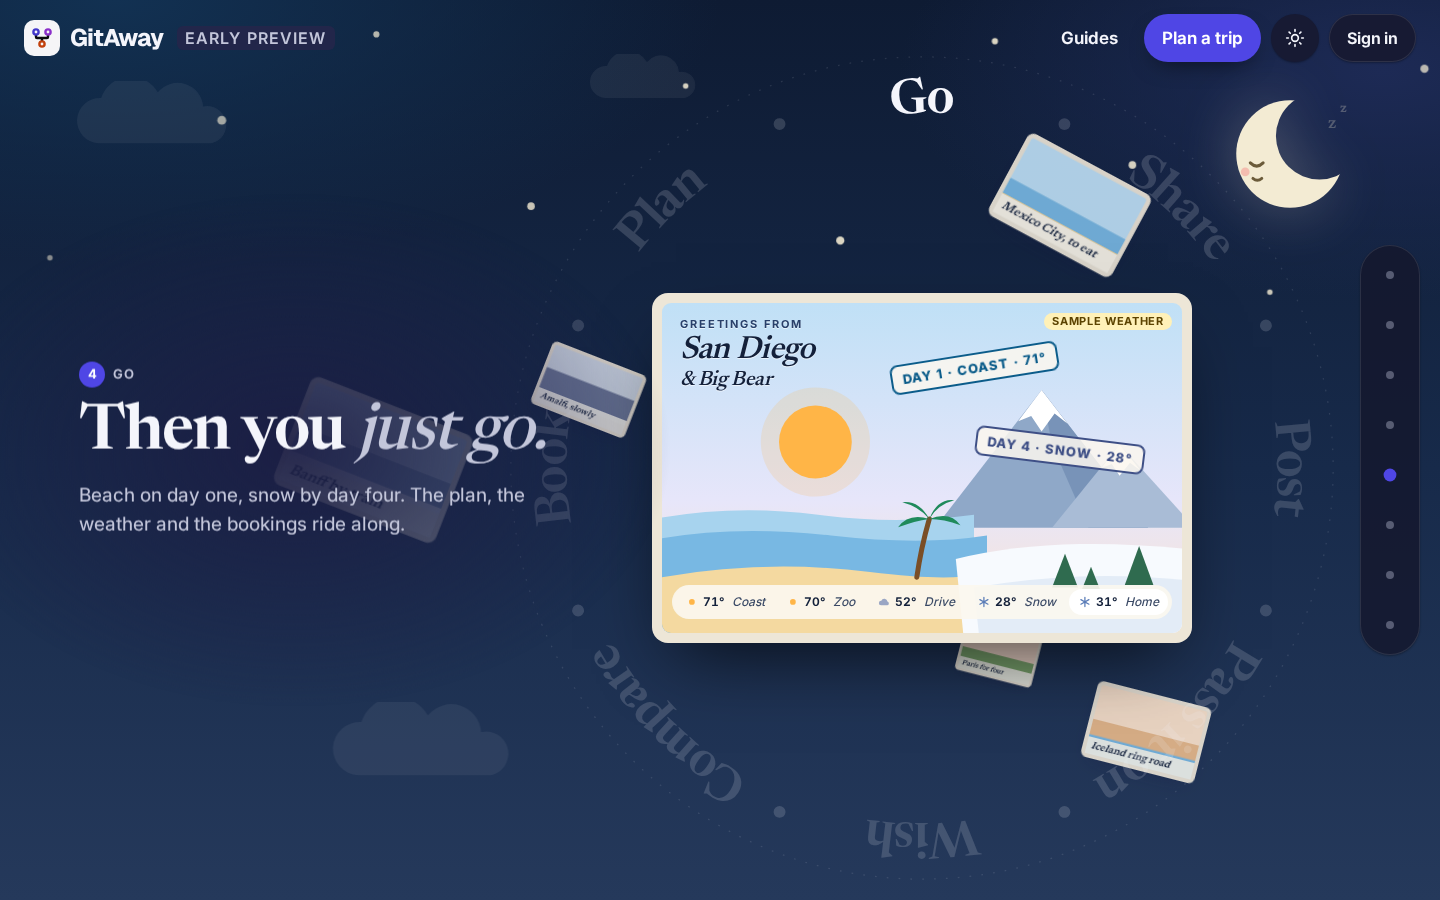 GitAway EARLY PREVIEW
Guides
Plan a trip
Sign in
Go
Share
Post
Pass it on
Wish
Compare
Book
Plan
z
z
Mexico City, to eat
Amalfi, slowly
4 GO
Then you just go.
Beach on day one, snow by day four. The plan, the
weather and the bookings ride along.
GREETINGS FROM
San Diego
& Big Bear
SAMPLE WEATHER
DAY 1 · COAST · 71°
DAY 4 · SNOW · 28°
71° Coast
70° Zoo
52° Drive
28° Snow
31° Home
Paris for four
Iceland ring road